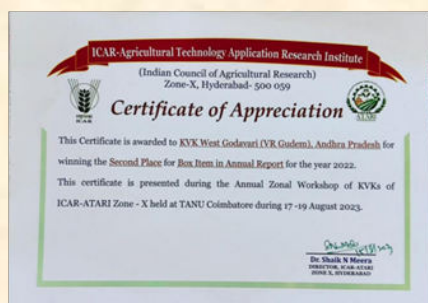 ICAR-Agricultural Technology Application Research Institute
(Indian Council of Agricultural Research)
Zone-X, Hyderabad- 500 059
ICAR
Certificate of Appreciation
ATARI
This Certificate is awarded to KVK West Godavari (VR Gudem), Andhra Pradesh for
winning the Second Place for Box Item in Annual Report for the year 2022.
This certificate is presented during the Annual Zonal Workshop of KVKs of
ICAR-ATARI Zone - X held at TANU Coimbatore during 17 -19 August 2023.
Dr. Shaik N Meera
DIRECTOR, ICAR-ATARI
ZONE X, HYDERABAD